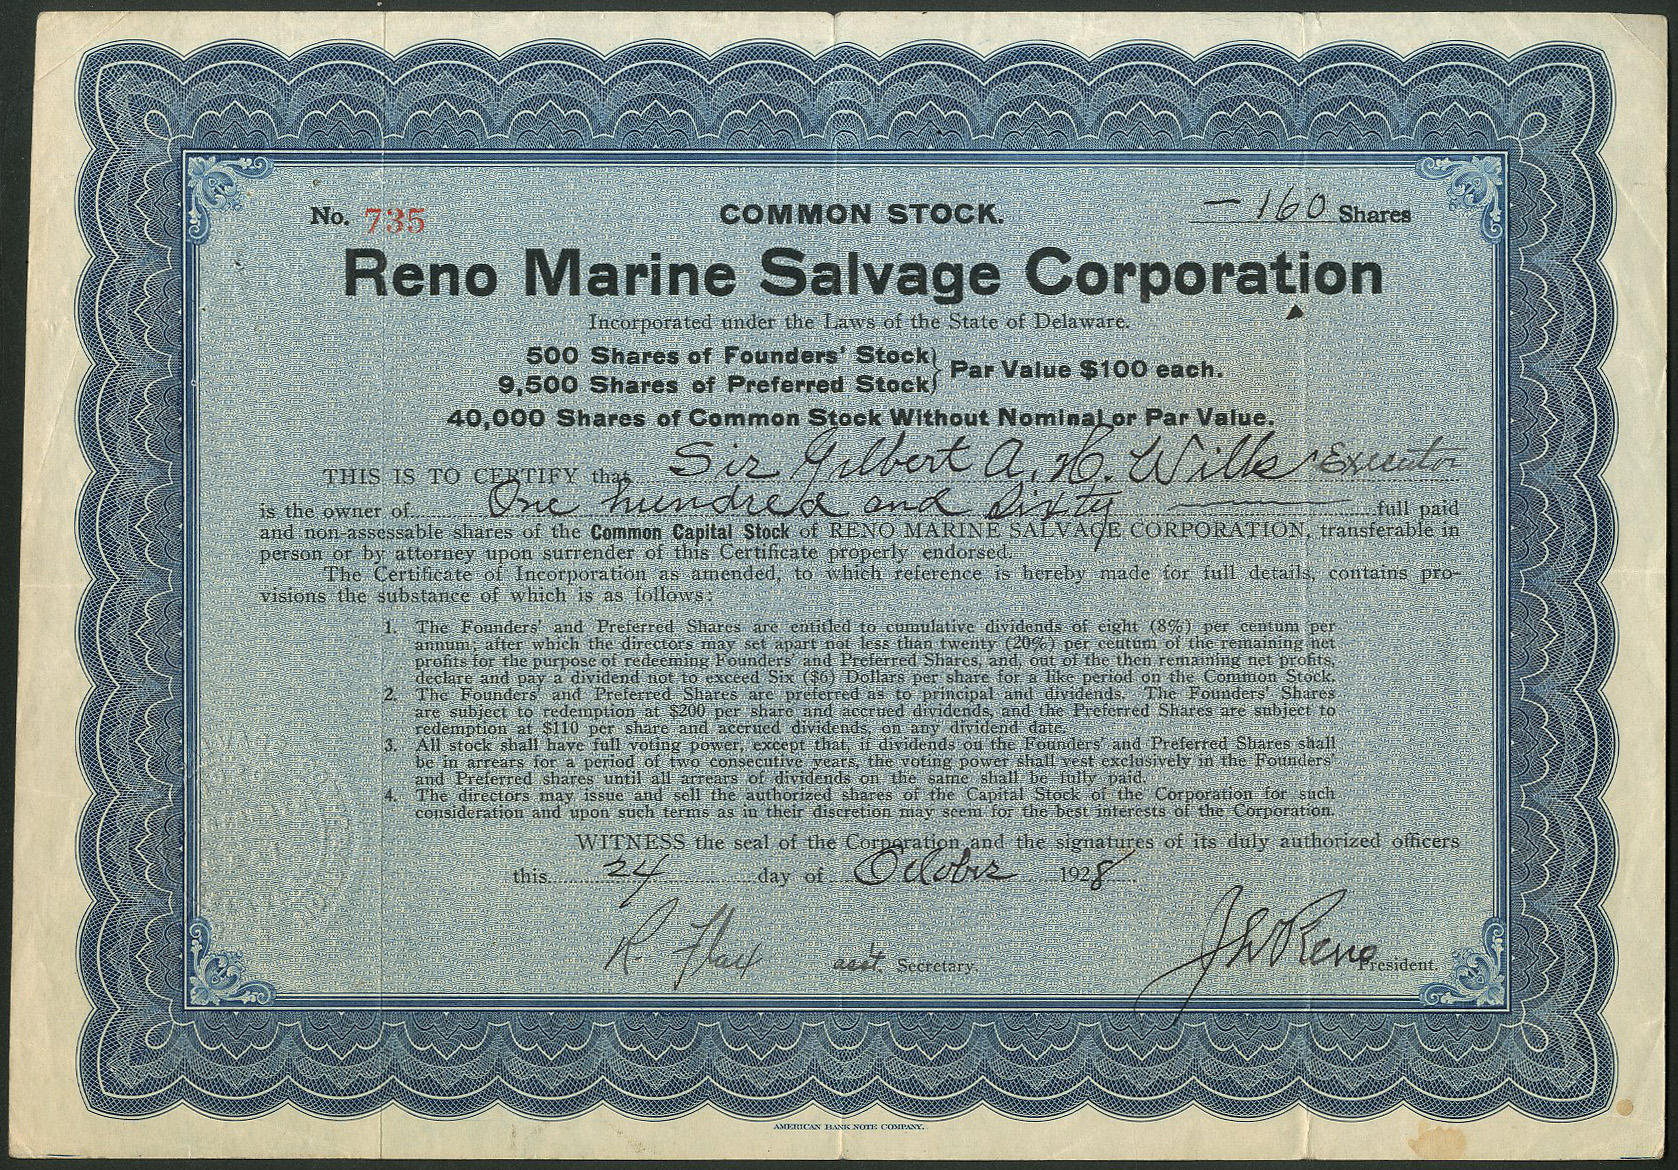 No. 735 COMMON STOCK. — 160 Shares
Reno Marine Salvage Corporation
Incorporated under the Laws of the State of Delaware.
500 Shares of Founders' Stock
9,500 Shares of Preferred Stock } Par Value $100 each.
40,000 Shares of Common Stock Without Nominal or Par Value.
THIS IS TO CERTIFY that Sir Gilbert A. H. Wills Executor
is the owner of One hundred and sixty full paid
and non-assessable shares of the Common Capital Stock of RENO MARINE SALVAGE CORPORATION, transferable in
person or by attorney upon surrender of this Certificate properly endorsed.
The Certificate of Incorporation as amended, to which reference is hereby made for full details, contains pro-
visions the substance of which is as follows:
1. The Founders' and Preferred Shares are entitled to cumulative dividends of eight (8%) per centum per
annum; after which the directors may set apart not less than twenty (20%) per centum of the remaining net
profits for the purpose of redeeming Founders' and Preferred Shares, and, out of the then remaining net profits,
declare and pay a dividend not to exceed Six ($6) Dollars per share for a like period on the Common Stock.
2. The Founders' and Preferred Shares are preferred as to principal and dividends. The Founders' Shares
are subject to redemption at $200 per share and accrued dividends, and the Preferred Shares are subject to
redemption at $110 per share and accrued dividends, on any dividend date.
3. All stock shall have full voting power, except that, if dividends on the Founders' and Preferred Shares shall
be in arrears for a period of two consecutive years, the voting power shall vest exclusively in the Founders'
and Preferred shares until all arrears of dividends on the same shall be fully paid.
4. The directors may issue and sell the authorized shares of the Capital Stock of the Corporation for such
consideration and upon such terms as in their discretion may seem for the best interests of the Corporation.
WITNESS the seal of the Corporation and the signatures of its duly authorized officers
this 24 day of October 1928
R. Flax asst. Secretary. J W Reno President.
AMERICAN BANK NOTE COMPANY.